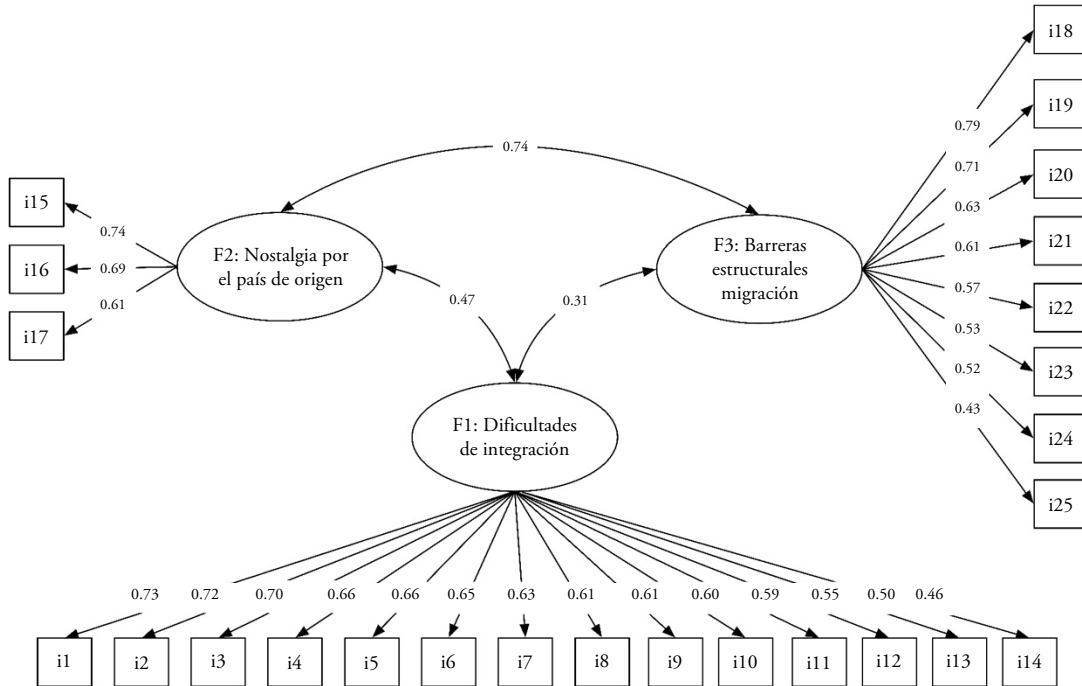 i18
i19
0.79
0.74
0.71
i20
i15
0.63
i21
0.74
F2: Nostalgia por
el país de origen
F3: Barreras
estructurales
migración
0.61
i16
0.69
0.57
i22
0.61
0.47
0.31
0.53
i17
i23
0.52
0.43
F1: Dificultades
de integración
i24
i25
0.73 0.72 0.70 0.66 0.66 0.65 0.63 0.61 0.61 0.60 0.59 0.55 0.50 0.46
i1 i2 i3 i4 i5 i6 i7 i8 i9 i10 i11 i12 i13 i14